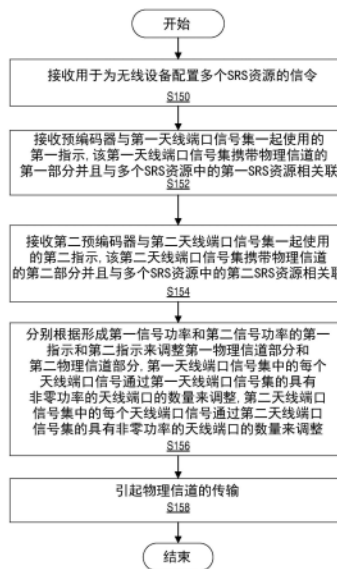 开始
接收用于为无线设备配置多个SRS资源的信令
S150
接收预编码器与第一天线端口信号集一起使用的
第一指示, 该第一天线端口信号集携带物理信道的
第一部分并且与多个SRS资源中的第一SRS资源相关联
S152
接收第二预编码器与第二天线端口信号集一起使用
的第二指示, 该第二天线端口信号集携带物理信道
的第二部分并且与多个SRS资源中的第二SRS资源相关联
S154
分别根据形成第一信号功率和第二信号功率的第一
指示和第二指示来调整第一物理信道部分和
第二物理信道部分, 第一天线端口信号集中的每个
天线端口信号通过第一天线端口信号集的具有
非零功率的天线端口的数量来调整, 第二天线端口
信号集中的每个天线端口信号通过第二天线端口
信号集的具有非零功率的天线端口的数量来调整
S156
引起物理信道的传输
S158
结束